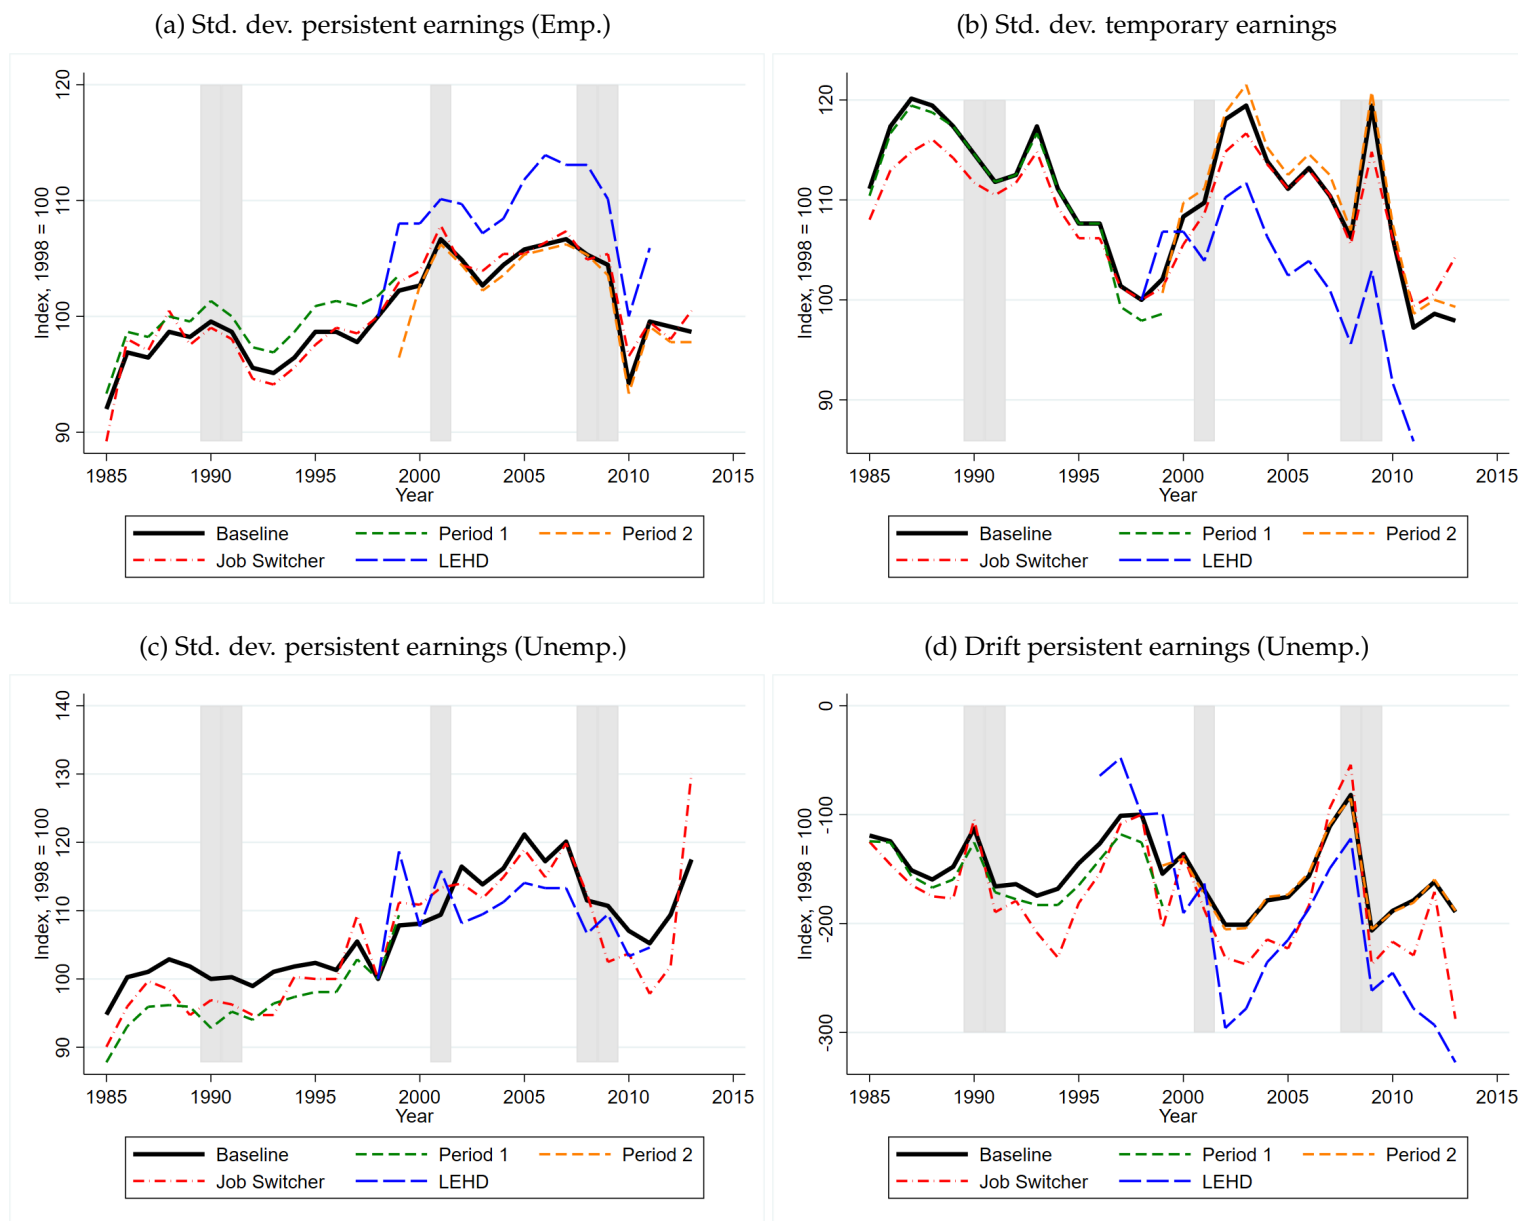 (a) Std. dev. persistent earnings (Emp.)
Index, 1998 = 100
120
110
100
90
1985 1990 1995 2000 2005 2010 2015
Year
Baseline Period 1 Period 2
Job Switcher LEHD
(b) Std. dev. temporary earnings
Index, 1998 = 100
120
110
100
90
1985 1990 1995 2000 2005 2010 2015
Year
Baseline Period 1 Period 2
Job Switcher LEHD
(c) Std. dev. persistent earnings (Unemp.)
Index, 1998 = 100
140
130
120
110
100
90
1985 1990 1995 2000 2005 2010 2015
Year
Baseline Period 1 Period 2
Job Switcher LEHD
(d) Drift persistent earnings (Unemp.)
Index, 1998 = 100
0
-100
-200
-300
1985 1990 1995 2000 2005 2010 2015
Year
Baseline Period 1 Period 2
Job Switcher LEHD